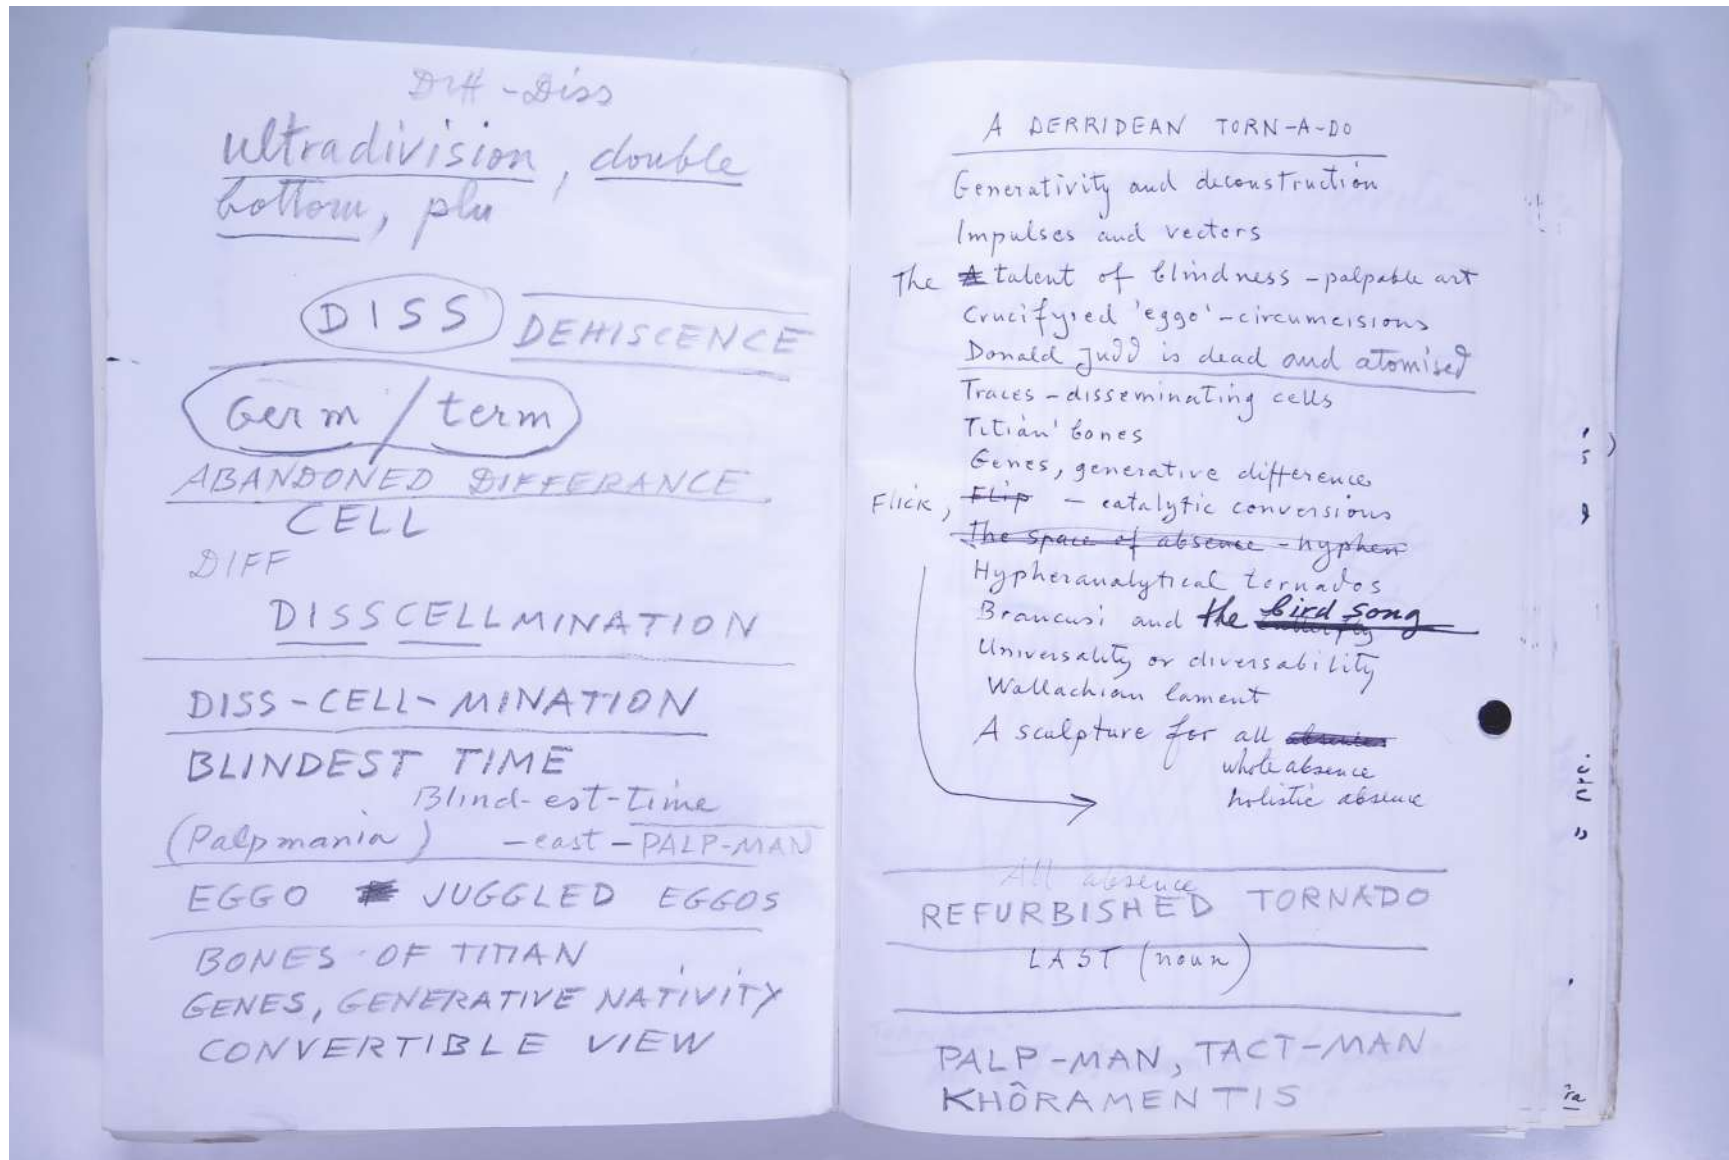 Diff - Diss
ultradivision, double
bottom, plu
DISS DEHISCENCE
Germ / term
ABANDONED DIFFERANCE
CELL
DIFF
DISSCELLMINATION
DISS-CELL-MINATION
BLINDEST TIME
Blind-est-time
(Palpmania) - east - PALP-MAN
EGGO JUGGLED EGGOS
BONES OF TITIAN
GENES, GENERATIVE NATIVITY
CONVERTIBLE VIEW
A DERRIDEAN TORN-A-DO
Generativity and deconstruction
Impulses and vectors
The A talent of blindness - palpable art
Crucifyied 'eggo' - circumcisions
Donald Judd is dead and atomised
Traces - disseminating cells
Titian' bones
Genes, generative difference
Flick, Flip - catalytic conversions
The space of absence - hyphen
Hypheranalytical tornados
Brancusi and the bird song
butterfly
Universality or diversability
Wallachian lament
A sculpture for all absences
whole absence
holistic absence
All absence
REFURBISHED TORNADO
LAST (noun)
PALP-MAN, TACT-MAN
KHÔRAMENTIS